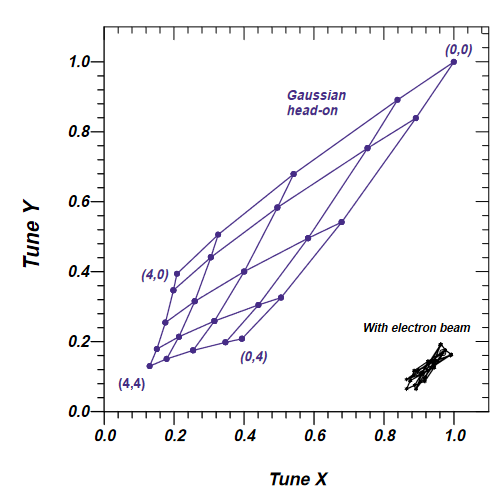 (0,0)
1.0
Gaussian
head-on
0.8
0.6
Tune Y
0.4
(4,0)
With electron beam
0.2
(0,4)
(4,4)
0.0
0.0 0.2 0.4 0.6 0.8 1.0
Tune X